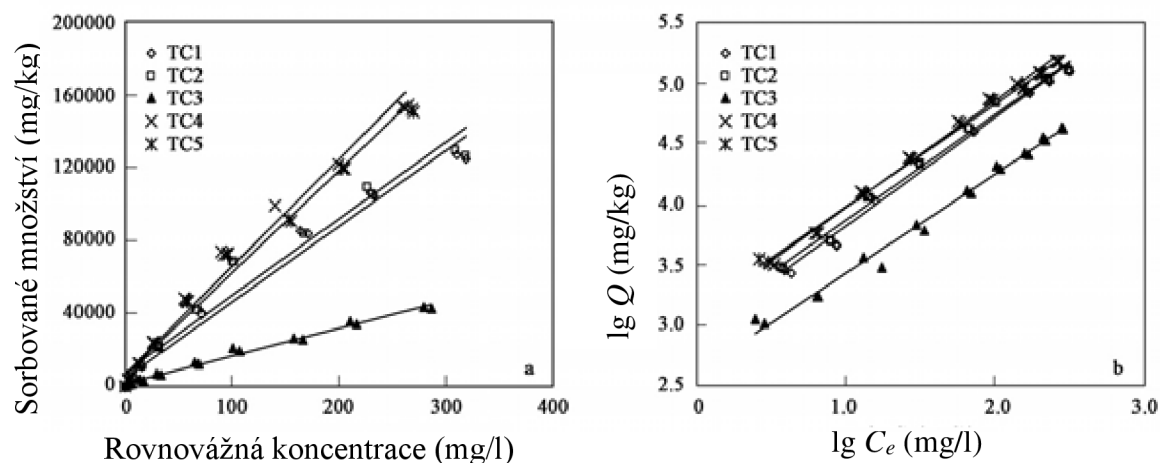 Sorbované množství (mg/kg)
200000
160000
120000
80000
40000
0
TC1
TC2
TC3
TC4
TC5
a
0
100
200
300
400
Rovnovážná koncentrace (mg/l)
lg Q (mg/kg)
5.5
5.0
4.5
4.0
3.5
3.0
2.5
TC1
TC2
TC3
TC4
TC5
b
0
1.0
2.0
3.0
lg Ce (mg/l)